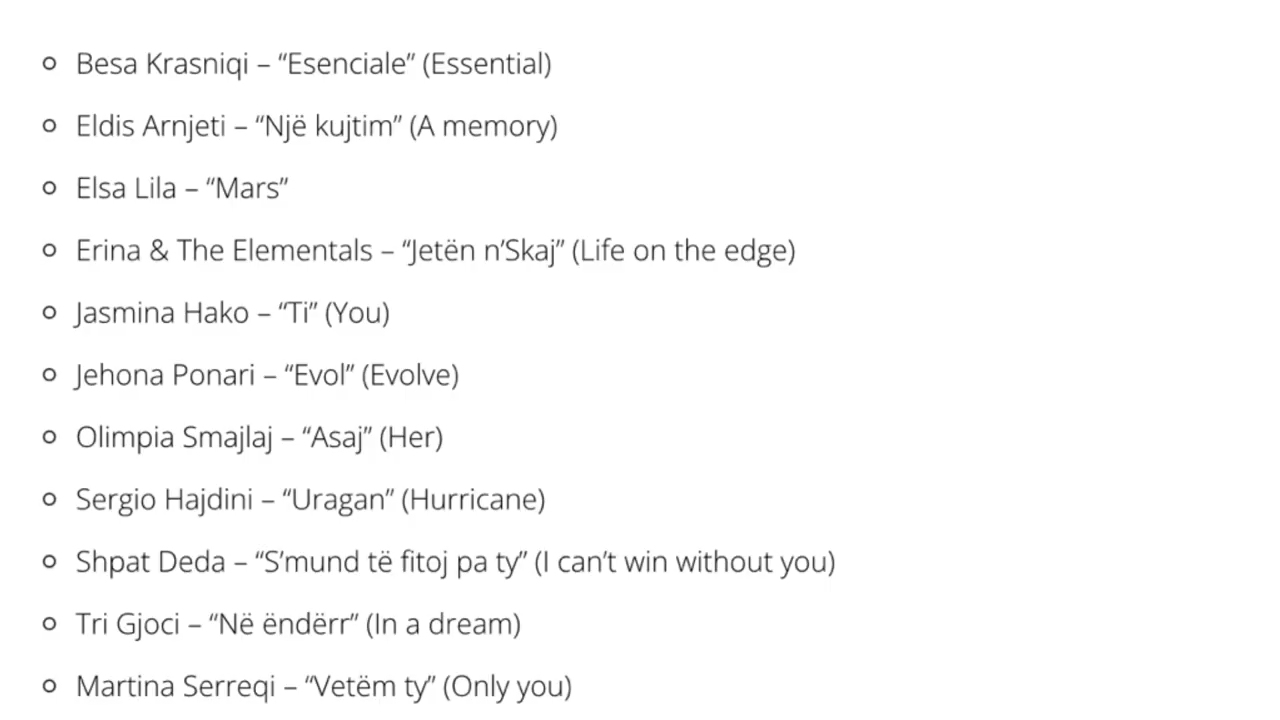 Besa Krasniqi – “Esenciale” (Essential)
Eldis Arnjeti – “Një kujtim” (A memory)
Elsa Lila – “Mars”
Erina & The Elementals – “Jetën n’Skaj” (Life on the edge)
Jasmina Hako – “Ti” (You)
Jehona Ponari – “Evol” (Evolve)
Olimpia Smajlaj – “Asaj” (Her)
Sergio Hajdini – “Uragan” (Hurricane)
Shpat Deda – “S’mund të fitoj pa ty” (I can’t win without you)
Tri Gjoci – “Në ëndërr” (In a dream)
Martina Serreqi – “Vetëm ty” (Only you)